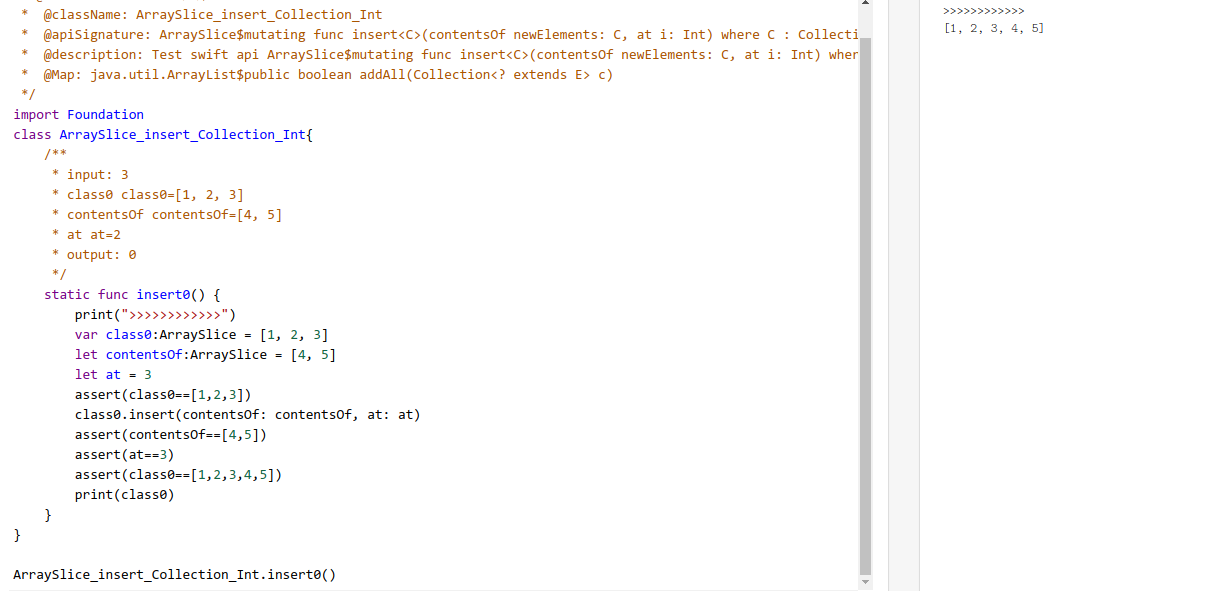 * @className: ArraySlice_insert_Collection_Int
* @apiSignature: ArraySlice$mutating func insert<C>(contentsOf newElements: C, at i: Int) where C : Collecti
* @description: Test swift api ArraySlice$mutating func insert<C>(contentsOf newElements: C, at i: Int) wher
* @Map: java.util.ArrayList$public boolean addAll(Collection<? extends E> c)
*/
import Foundation
class ArraySlice_insert_Collection_Int{
    /**
     * input: 3
     * class0 class0=[1, 2, 3]
     * contentsOf contentsOf=[4, 5]
     * at at=2
     * output: 0
     */
    static func insert0() {
        print(">>>>>>>>>>>>")
        var class0:ArraySlice = [1, 2, 3]
        let contentsOf:ArraySlice = [4, 5]
        let at = 3
        assert(class0==[1,2,3])
        class0.insert(contentsOf: contentsOf, at: at)
        assert(contentsOf==[4,5])
        assert(at==3)
        assert(class0==[1,2,3,4,5])
        print(class0)
    }
}
ArraySlice_insert_Collection_Int.insert0()
>>>>>>>>>>>>
[1, 2, 3, 4, 5]